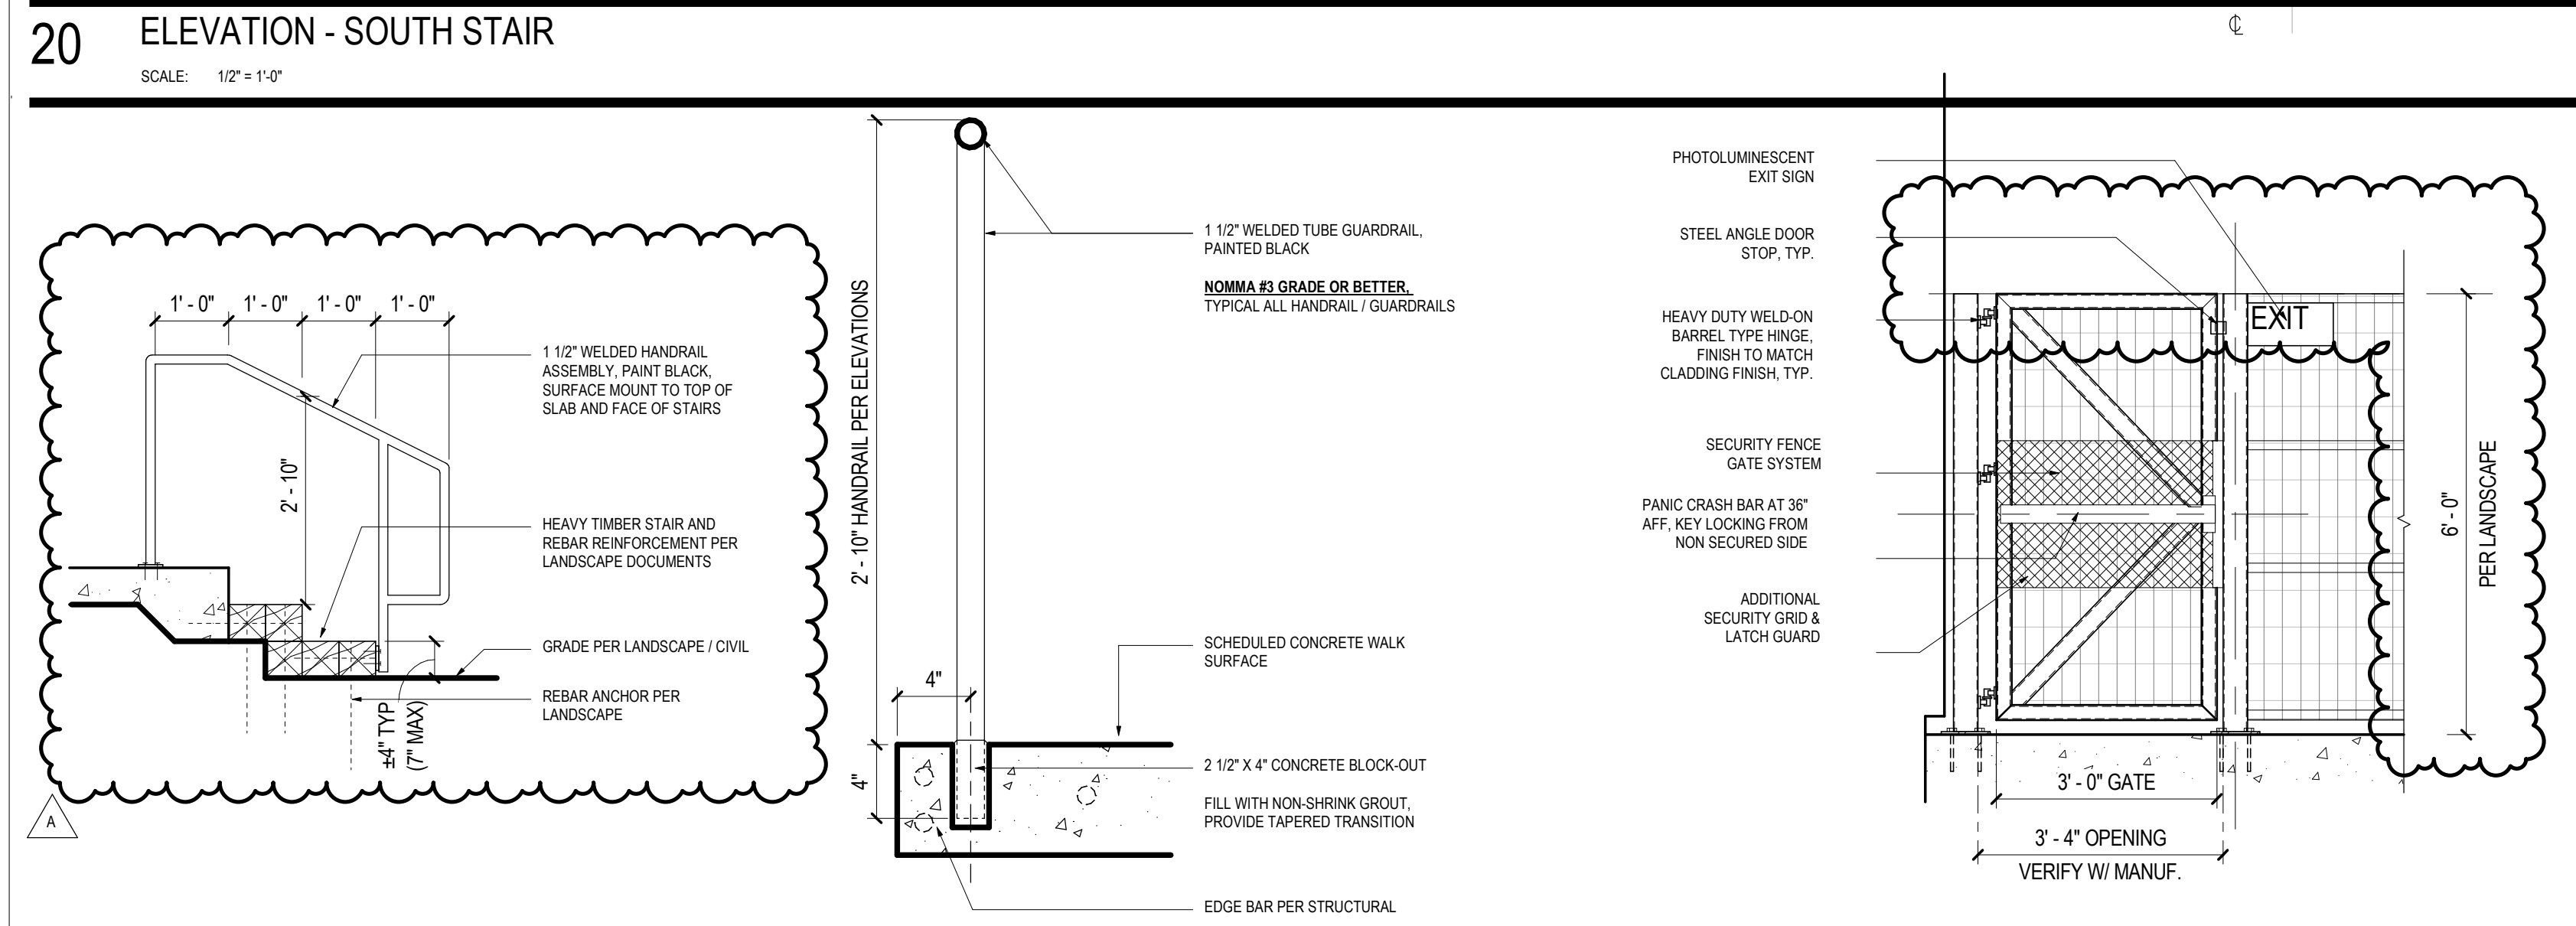 20
ELEVATION - SOUTH STAIR
SCALE: 1/2" = 1'-0"
1' - 0" 1' - 0" 1' - 0" 1' - 0"
2' - 10"
1 1/2" WELDED HANDRAIL
ASSEMBLY, PAINT BLACK,
SURFACE MOUNT TO TOP OF
SLAB AND FACE OF STAIRS
HEAVY TIMBER STAIR AND
REBAR REINFORCEMENT PER
LANDSCAPE DOCUMENTS
GRADE PER LANDSCAPE / CIVIL
REBAR ANCHOR PER
LANDSCAPE
±4" TYP
(7" MAX)
A
2' - 10" HANDRAIL PER ELEVATIONS
4"
4"
1 1/2" WELDED TUBE GUARDRAIL,
PAINTED BLACK
NOMMA #3 GRADE OR BETTER,
TYPICAL ALL HANDRAIL / GUARDRAILS
SCHEDULED CONCRETE WALK
SURFACE
2 1/2" X 4" CONCRETE BLOCK-OUT
FILL WITH NON-SHRINK GROUT,
PROVIDE TAPERED TRANSITION
EDGE BAR PER STRUCTURAL
℄
PHOTOLUMINESCENT
EXIT SIGN
STEEL ANGLE DOOR
STOP, TYP.
HEAVY DUTY WELD-ON
BARREL TYPE HINGE,
FINISH TO MATCH
CLADDING FINISH, TYP.
SECURITY FENCE
GATE SYSTEM
PANIC CRASH BAR AT 36"
AFF, KEY LOCKING FROM
NON SECURED SIDE
ADDITIONAL
SECURITY GRID &
LATCH GUARD
EXIT
6' - 0"
PER LANDSCAPE
3' - 0" GATE
3' - 4" OPENING
VERIFY W/ MANUF.